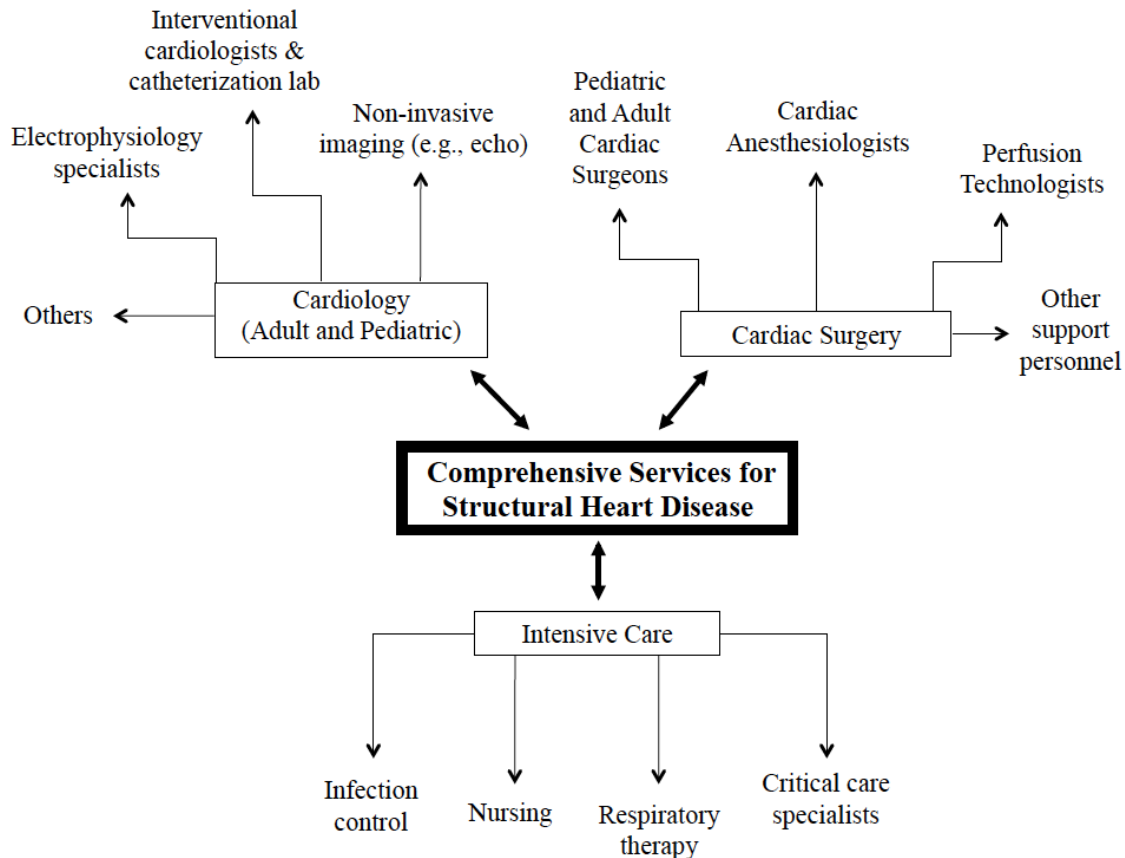 Interventional
cardiologists &
catheterization lab
Electrophysiology
specialists
Non-invasive
imaging (e.g., echo)
Others
Cardiology
(Adult and Pediatric)
Pediatric
and Adult
Cardiac
Surgeons
Cardiac
Anesthesiologists
Perfusion
Technologists
Cardiac Surgery
Other
support
personnel
Comprehensive Services for
Structural Heart Disease
Intensive Care
Infection
control
Nursing
Respiratory
therapy
Critical care
specialists